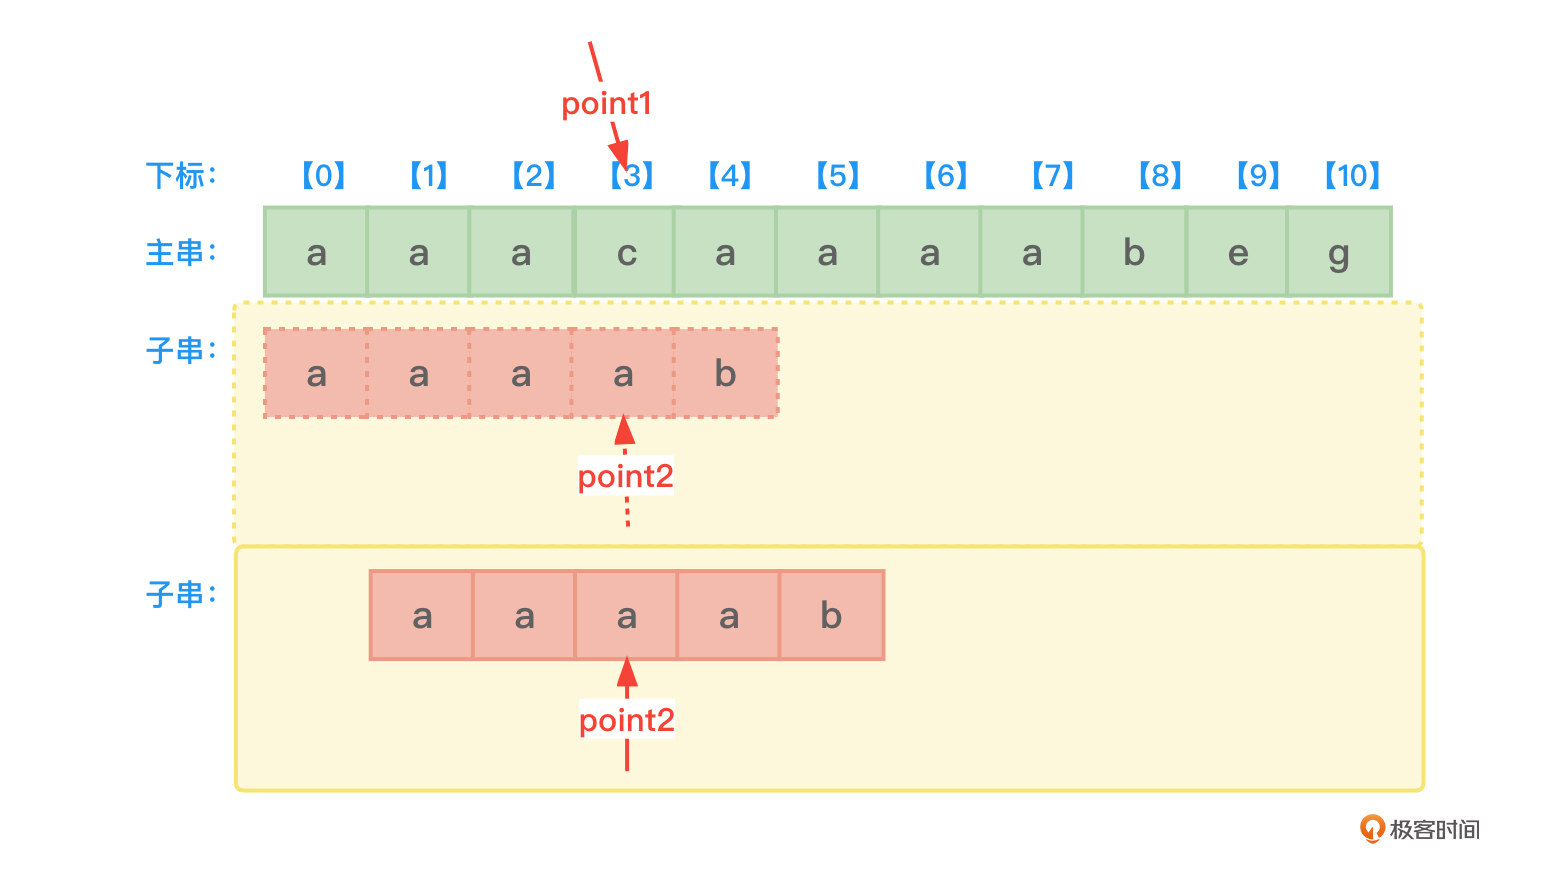 point1
下标： 【0】 【1】 【2】 【3】 【4】 【5】 【6】 【7】 【8】 【9】 【10】
主串： a a a c a a a a b e g
子串： a a a a b
point2
子串： a a a a b
point2
极客时间